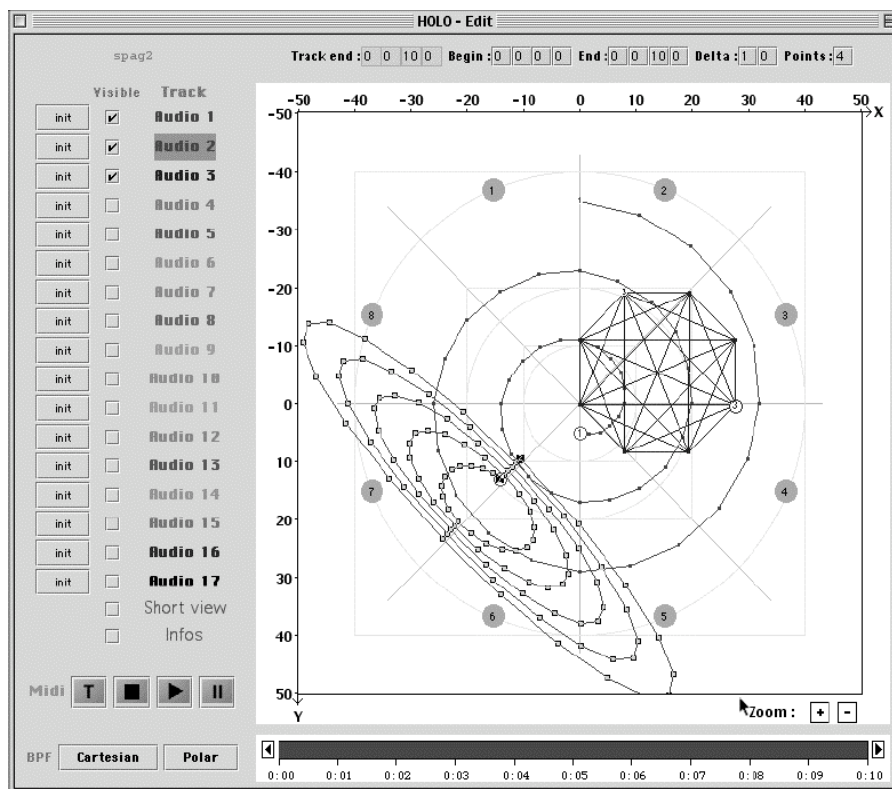 HOLO - Edit
spag2
Track end : 0 0 10 0 Begin : 0 0 0 0 End : 0 0 10 0 Delta : 1 0 Points : 4
Visible Track
init Audio 1
init Audio 2
init Audio 3
init Audio 4
init Audio 5
init Audio 6
init Audio 7
init Audio 8
init Audio 9
init Audio 10
init Audio 11
init Audio 12
init Audio 13
init Audio 14
init Audio 15
init Audio 16
init Audio 17
Short view
Infos
Midi T
BPF Cartesian Polar
-50 -40 -30 -20 -10 0 10 20 30 40 50
X
-50
-40
-30
-20
-10
0
10
20
30
40
50
Y
1
2
3
4
5
6
7
8
1
3
Zoom : + -
0:00 0:01 0:02 0:03 0:04 0:05 0:06 0:07 0:08 0:09 0:10